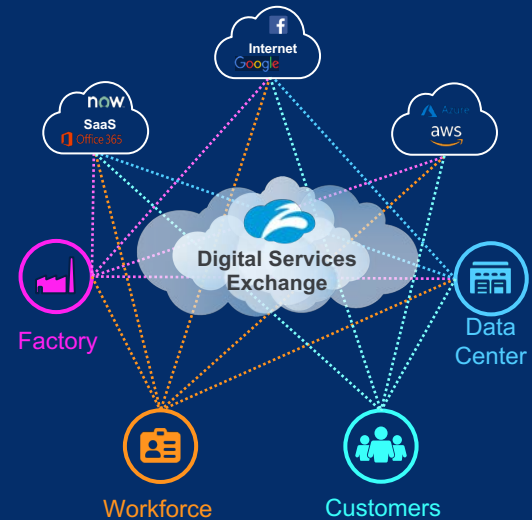 Internet
Google
now
SaaS
Office 365
Azure
aws
Digital Services
Exchange
Factory
Data
Center
Workforce
Customers